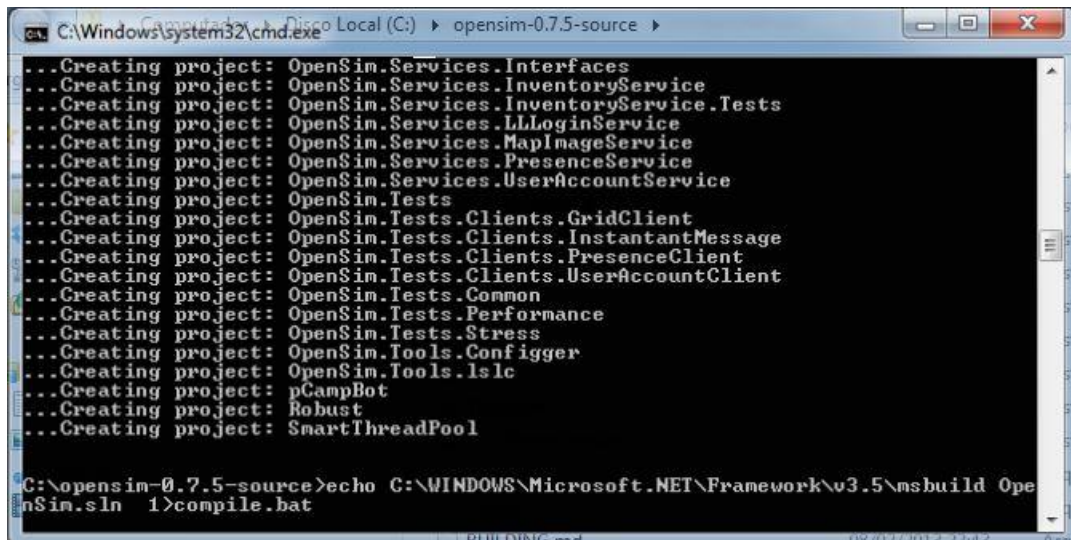 Computador ▸ Disco Local (C:) ▸ opensim-0.7.5-source ▸
C:\Windows\system32\cmd.exe
...Creating project: OpenSim.Services.Interfaces
...Creating project: OpenSim.Services.InventoryService
...Creating project: OpenSim.Services.InventoryService.Tests
...Creating project: OpenSim.Services.LLLoginService
...Creating project: OpenSim.Services.MapImageService
...Creating project: OpenSim.Services.PresenceService
...Creating project: OpenSim.Services.UserAccountService
...Creating project: OpenSim.Tests
...Creating project: OpenSim.Tests.Clients.GridClient
...Creating project: OpenSim.Tests.Clients.InstantantMessage
...Creating project: OpenSim.Tests.Clients.PresenceClient
...Creating project: OpenSim.Tests.Clients.UserAccountClient
...Creating project: OpenSim.Tests.Common
...Creating project: OpenSim.Tests.Performance
...Creating project: OpenSim.Tests.Stress
...Creating project: OpenSim.Tools.Configger
...Creating project: OpenSim.Tools.lslc
...Creating project: pCampBot
...Creating project: Robust
...Creating project: SmartThreadPool
C:\opensim-0.7.5-source>echo C:\WINDOWS\Microsoft.NET\Framework\v3.5\msbuild Ope
nSim.sln  1>compile.bat